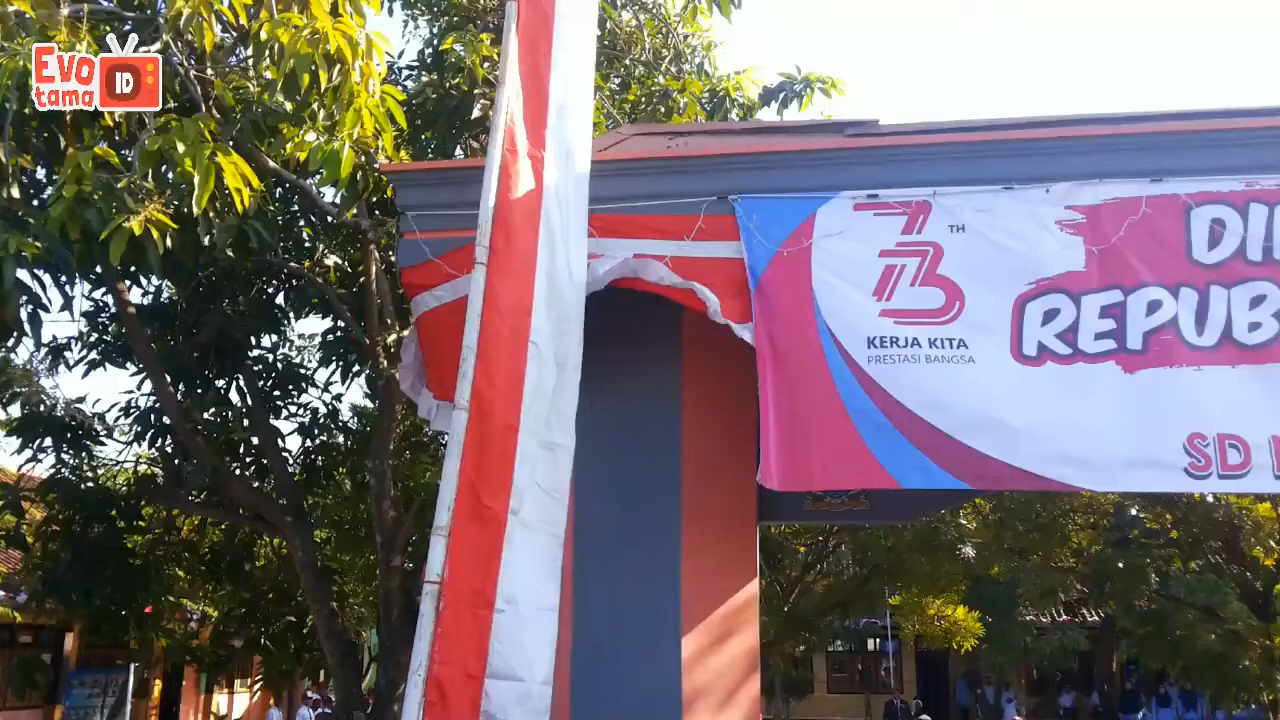 Evo
tama
ID
73 TH
KERJA KITA
PRESTASI BANGSA
REPUB
SD